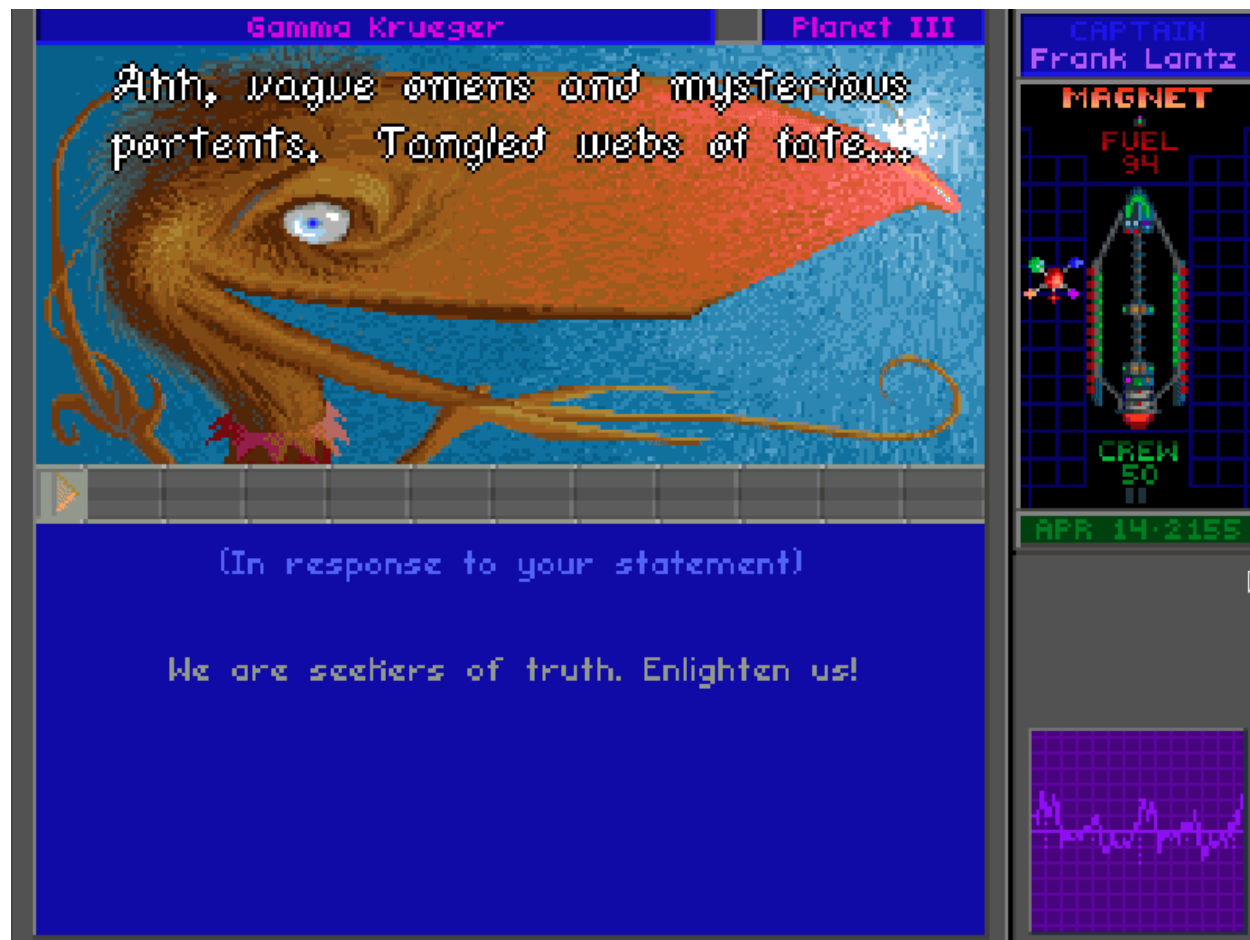 Gamma Krueger
Planet III
Ahh, vague omens and mysterious
portents. Tangled webs of fate...
(In response to your statement)
We are seekers of truth. Enlighten us!
CAPTAIN
Frank Lantz
MAGNET
FUEL
94
CREW
50
APR 14·2155